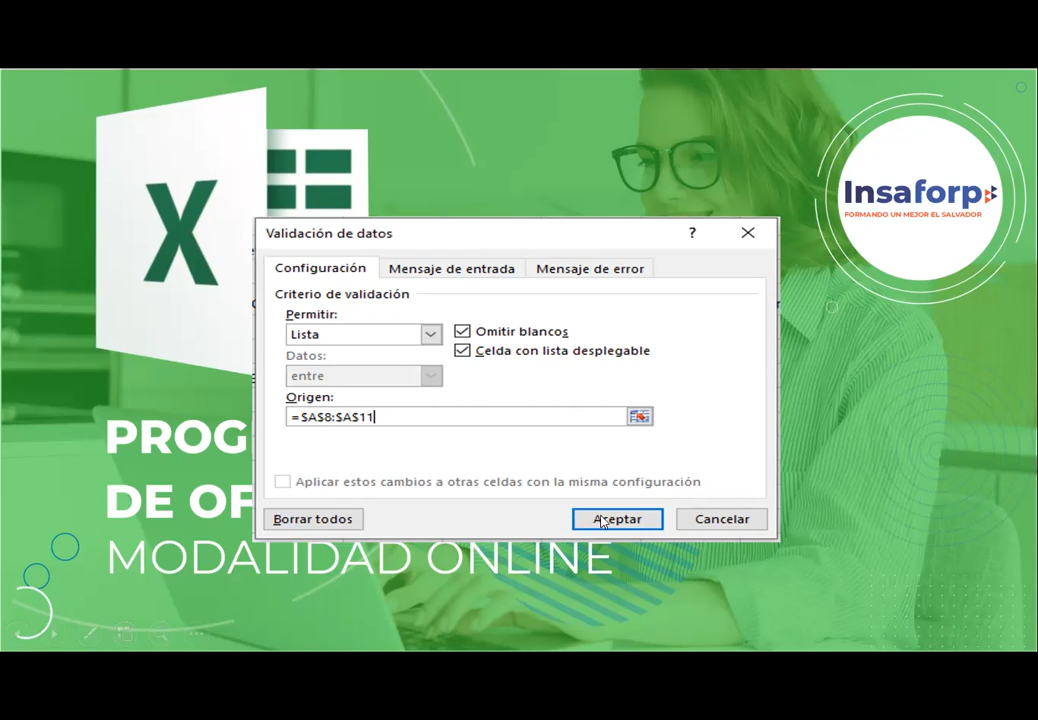 X
Insaforp
FORMANDO UN MEJOR EL SALVADOR
Validación de datos
?
Configuración
Mensaje de entrada
Mensaje de error
Criterio de validación
Permitir:
Lista
Omitir blancos
Celda con lista desplegable
Datos:
entre
Origen:
=$A$8:$A$11
Aplicar estos cambios a otras celdas con la misma configuración
Borrar todos
Aceptar
Cancelar
PROG
DE OF
MODALIDAD ONLINE